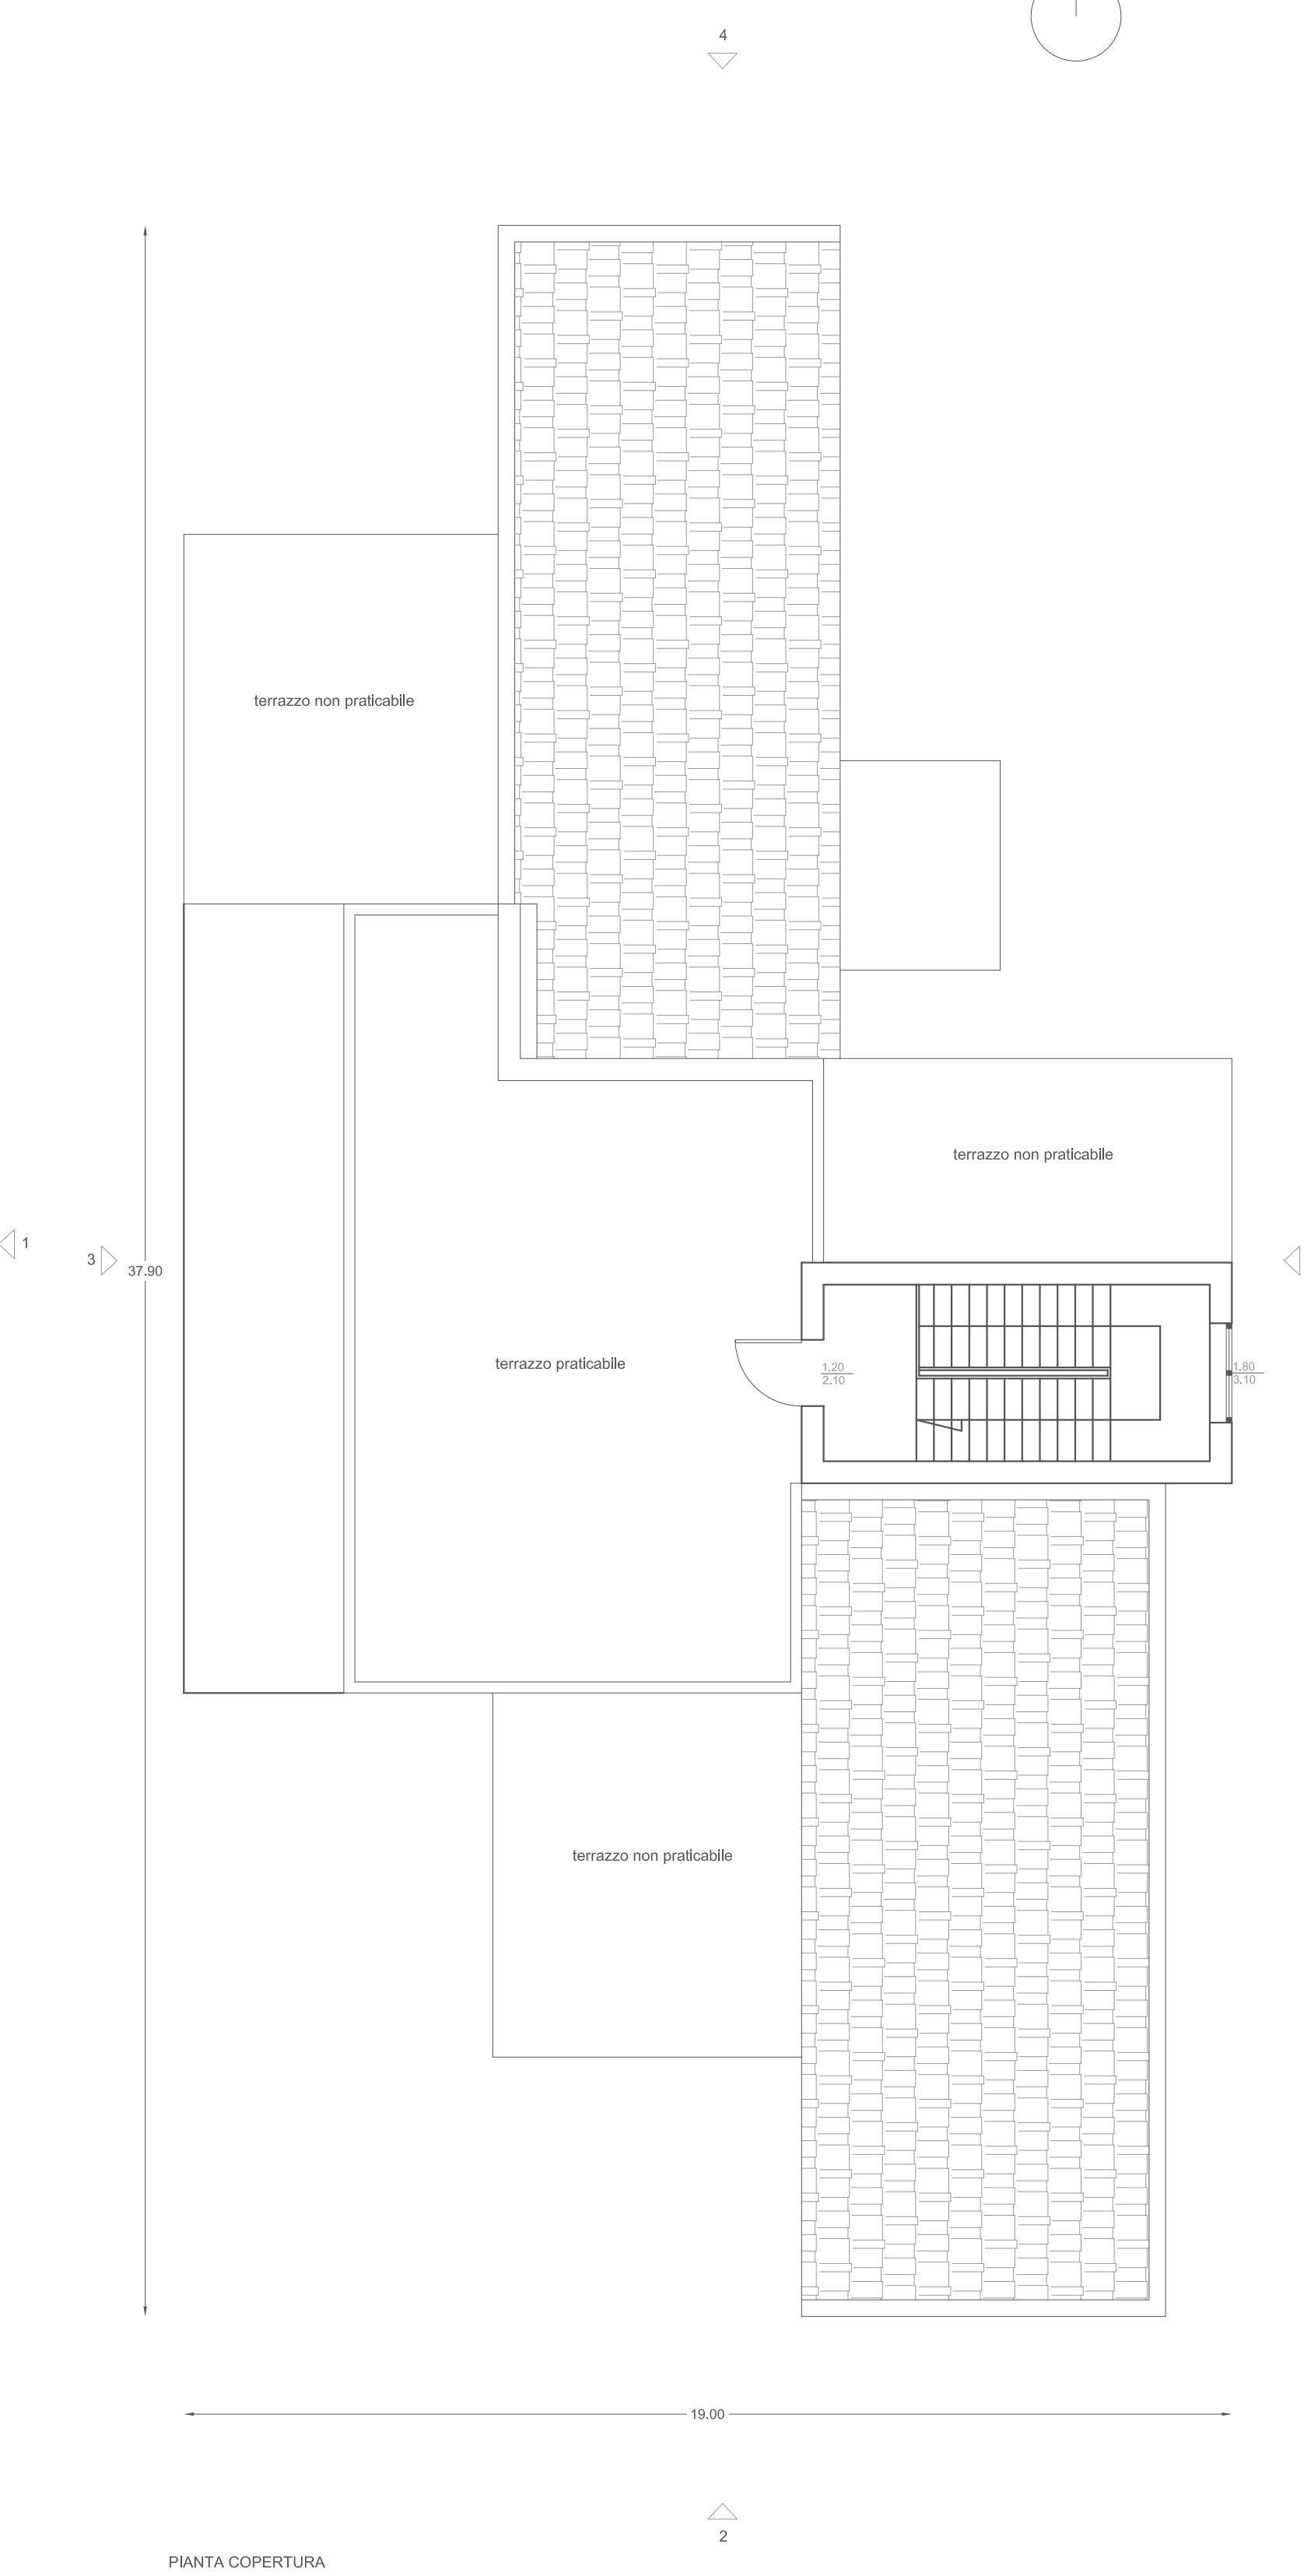 4
terrazzo non praticabile
terrazzo non praticabile
1
3
37.90
terrazzo praticabile
1.20
2.10
1.80
3.10
terrazzo non praticabile
19.00
2
PIANTA COPERTURA